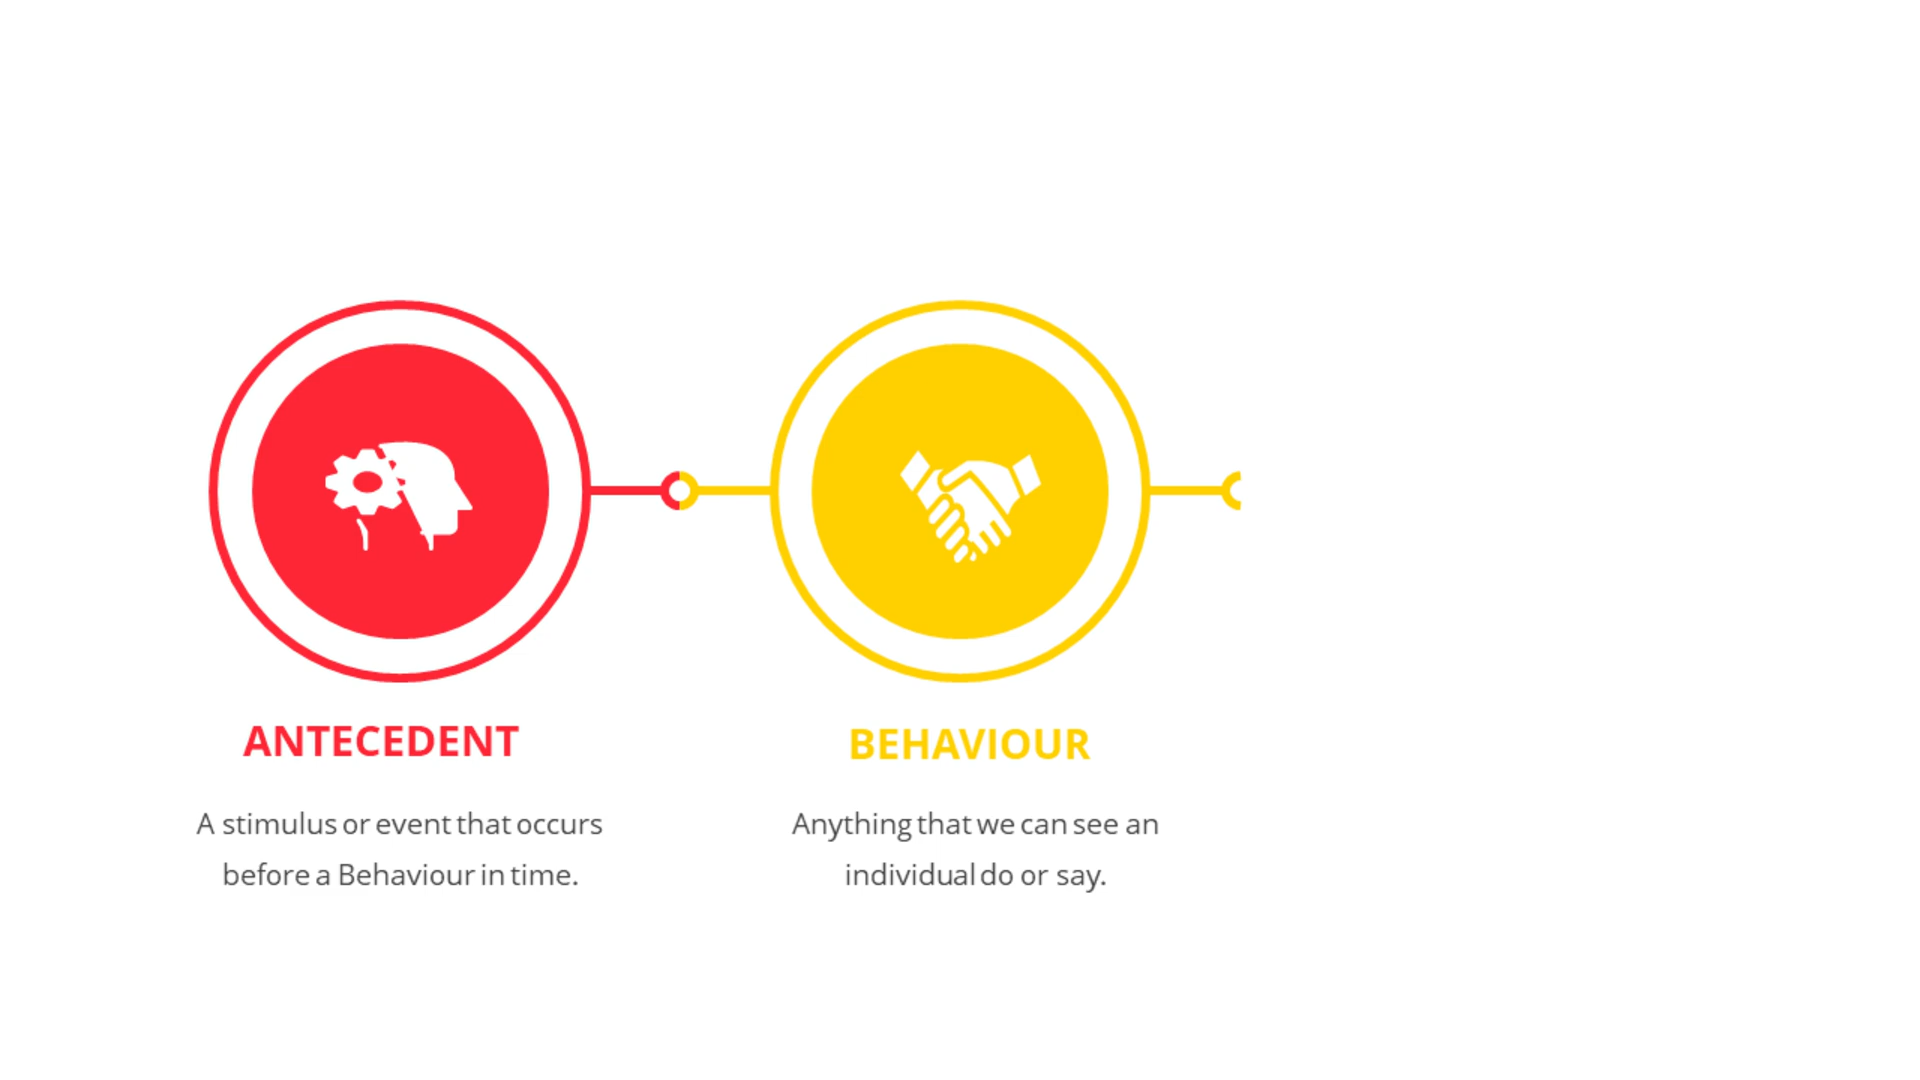 ANTECEDENT
A stimulus or event that occurs
before a Behaviour in time.
BEHAVIOUR
Anything that we can see an
individual do or say.